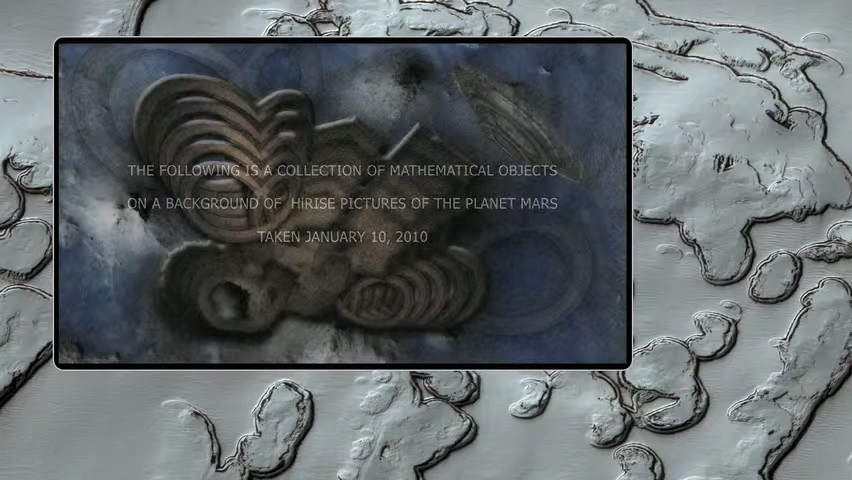 THE FOLLOWING IS A COLLECTION OF MATHEMATICAL OBJECTS
ON A BACKGROUND OF HiRISE PICTURES OF THE PLANET MARS
TAKEN JANUARY 10, 2010